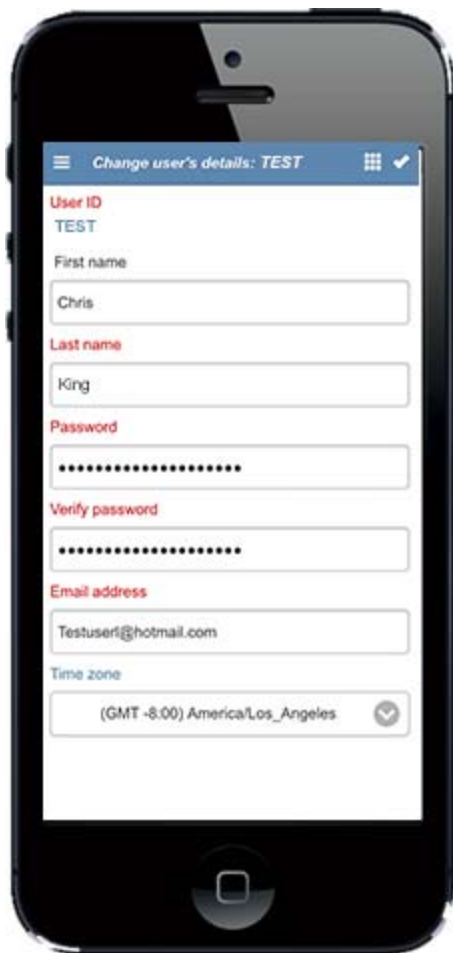 Change user's details: TEST
User ID
TEST
First name
Chris
Last name
King
Password
••••••••••••••••••••
Verify password
••••••••••••••••••••
Email address
Testuserl@hotmail.com
Time zone
(GMT -8:00) America/Los_Angeles